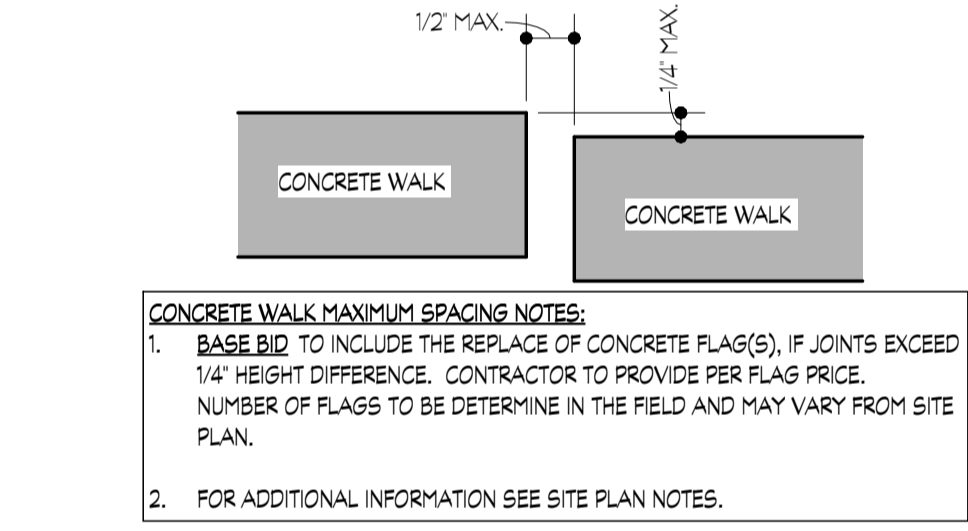 1/2" MAX.
1/4" MAX.
CONCRETE WALK
CONCRETE WALK
CONCRETE WALK MAXIMUM SPACING NOTES:
1. BASE BID TO INCLUDE THE REPLACE OF CONCRETE FLAG(S), IF JOINTS EXCEED
1/4" HEIGHT DIFFERENCE. CONTRACTOR TO PROVIDE PER FLAG PRICE.
NUMBER OF FLAGS TO BE DETERMINE IN THE FIELD AND MAY VARY FROM SITE
PLAN.
2. FOR ADDITIONAL INFORMATION SEE SITE PLAN NOTES.